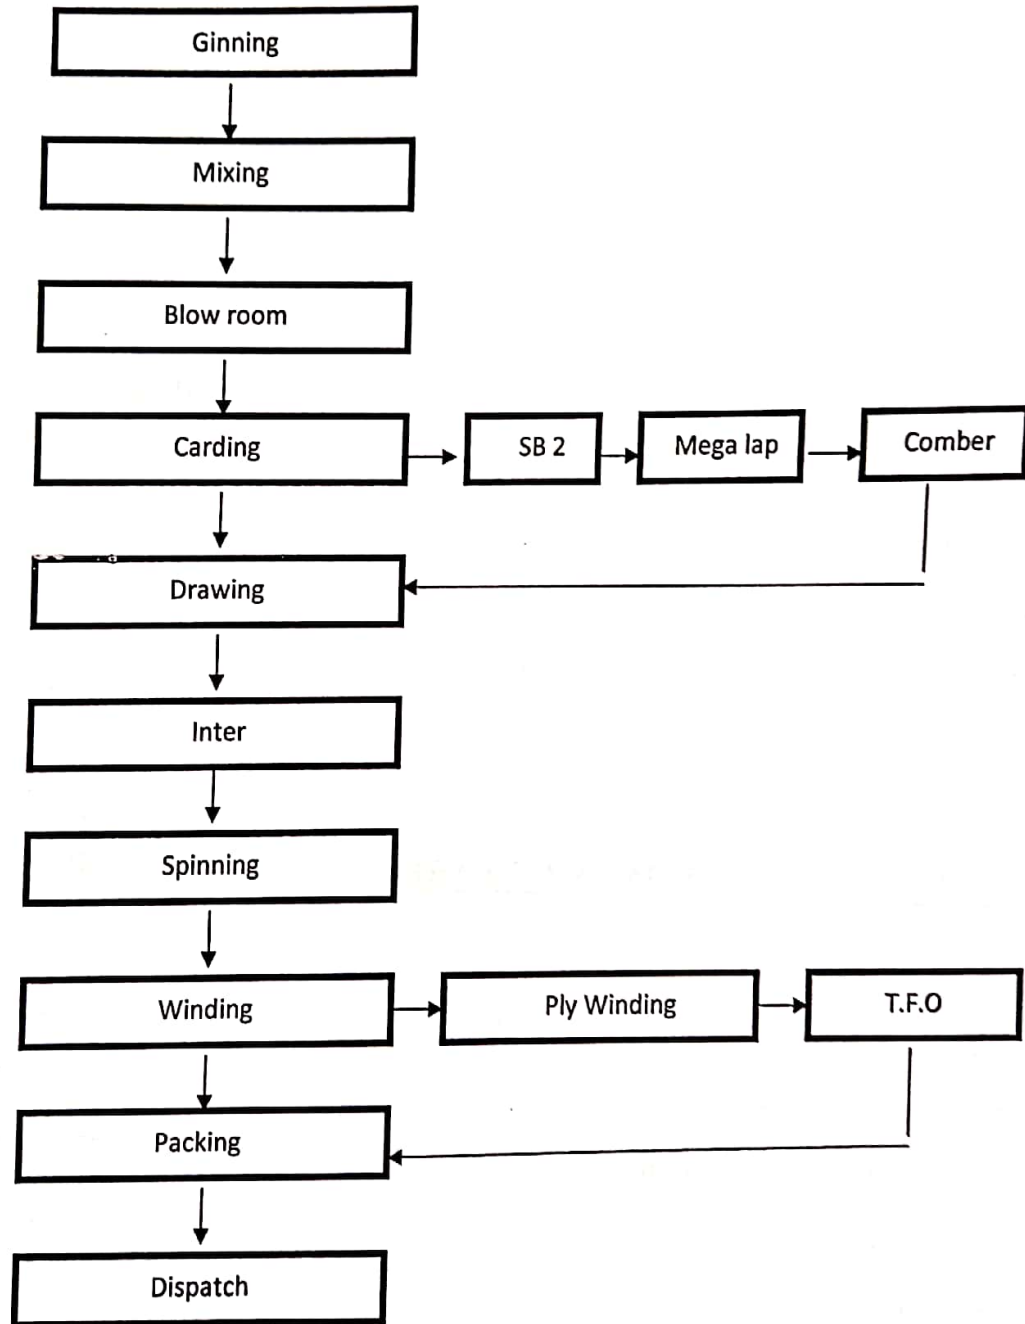 Ginning
Mixing
Blow room
Carding
SB 2
Mega lap
Comber
Drawing
Inter
Spinning
Winding
Ply Winding
T.F.O
Packing
Dispatch